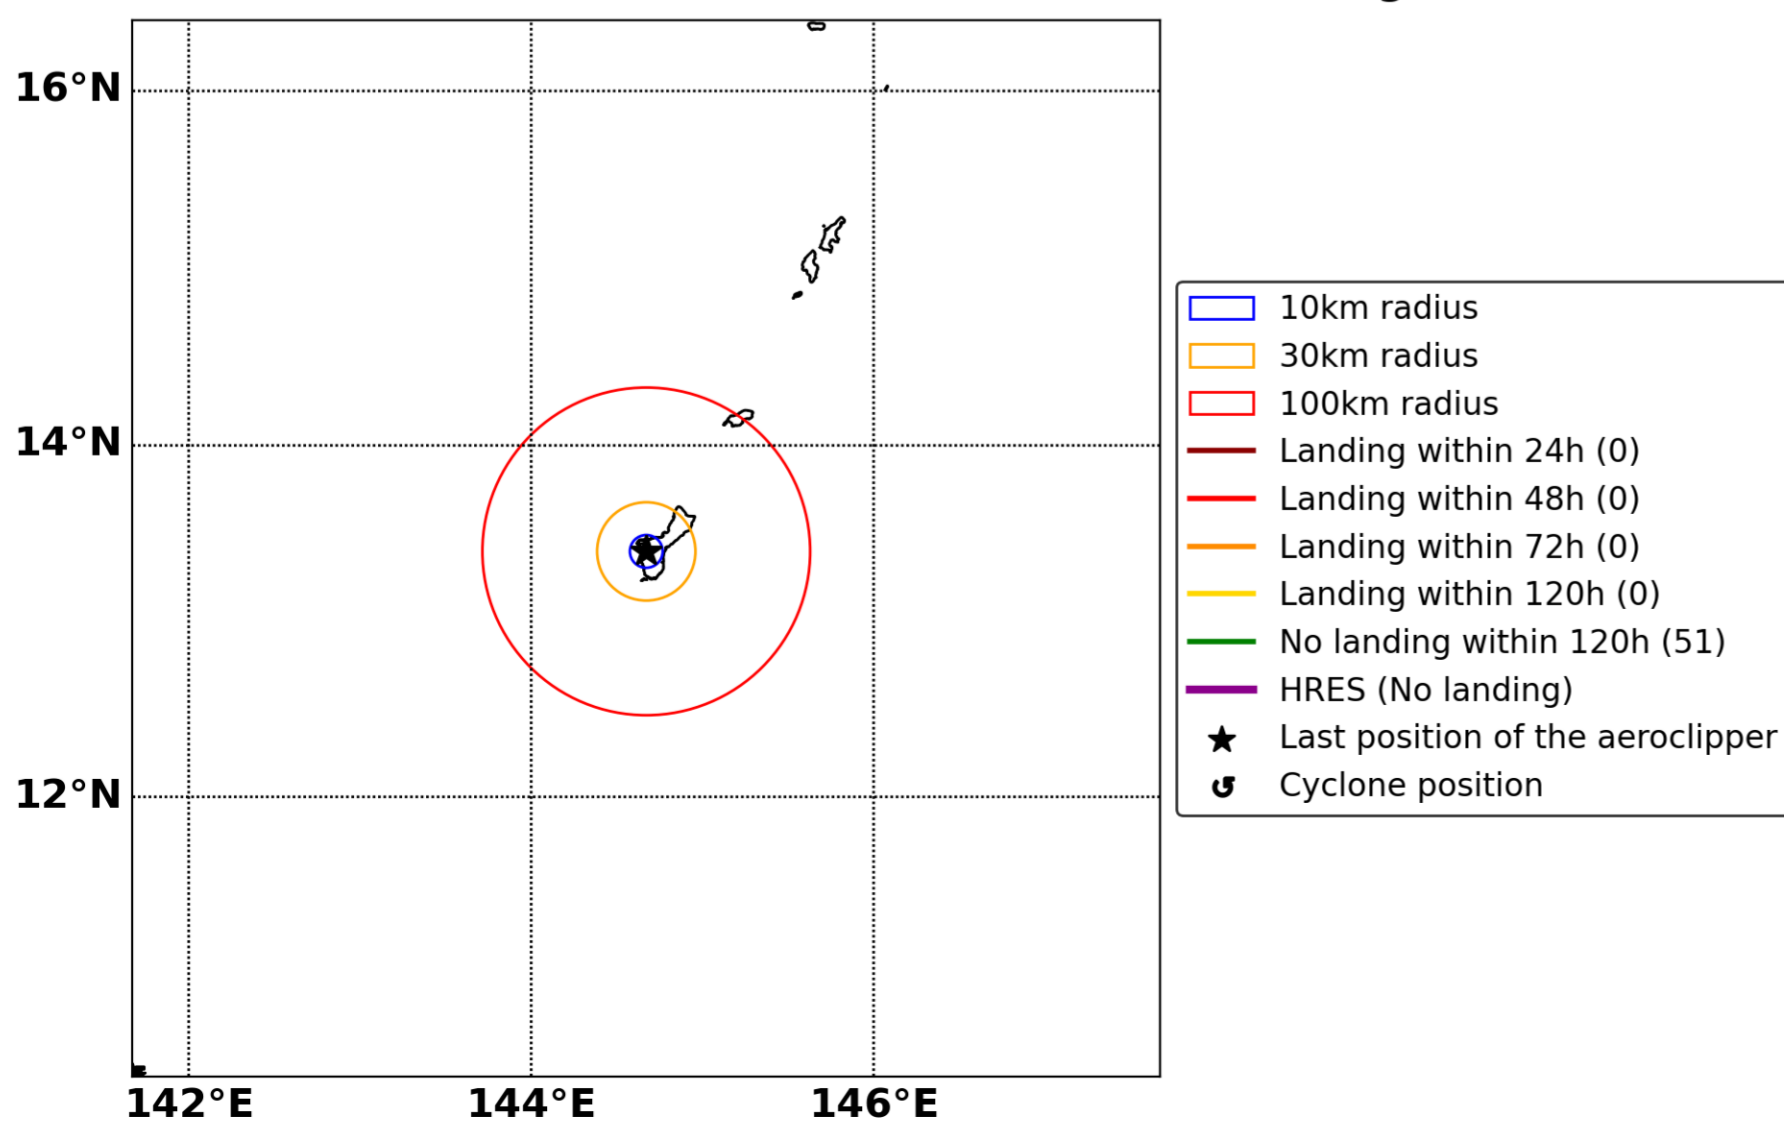 16°N
14°N
12°N
142°E 144°E 146°E
10km radius
30km radius
100km radius
Landing within 24h (0)
Landing within 48h (0)
Landing within 72h (0)
Landing within 120h (0)
No landing within 120h (51)
HRES (No landing)
Last position of the aeroclipper
Cyclone position